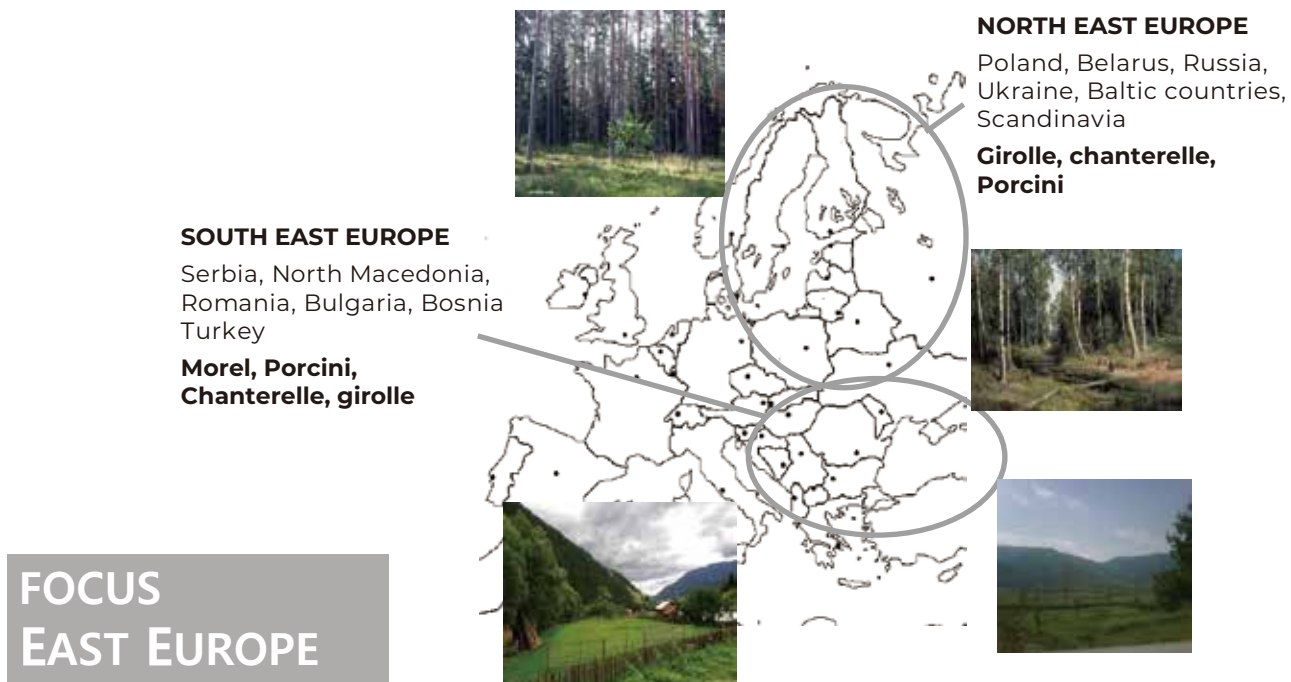 NORTH EAST EUROPE
Poland, Belarus, Russia,
Ukraine, Baltic countries,
Scandinavia
Girolle, chanterelle,
Porcini
SOUTH EAST EUROPE
Serbia, North Macedonia,
Romania, Bulgaria, Bosnia
Turkey
Morel, Porcini,
Chanterelle, girolle
FOCUS
EAST EUROPE